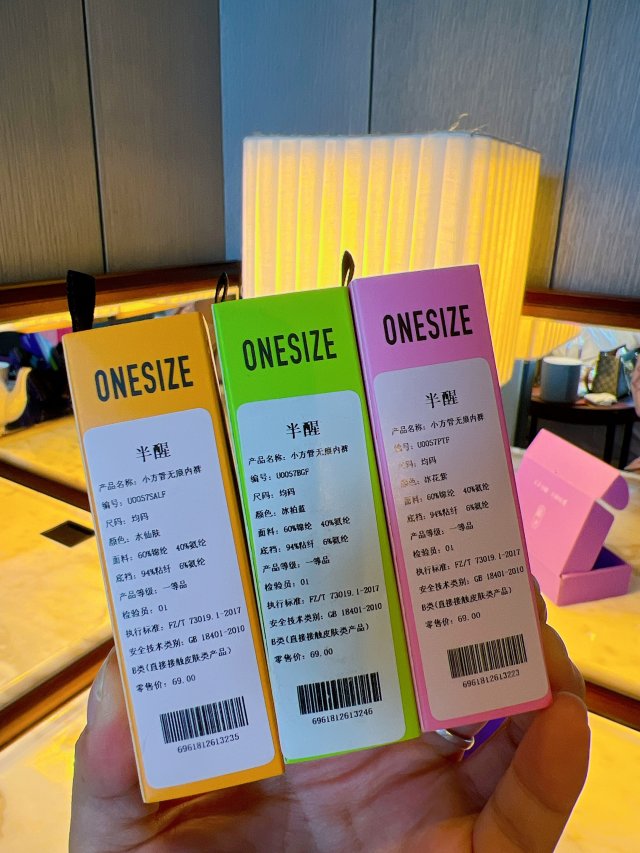 ONESIZE
半醒
产品名称: 小方管无痕内裤
编号: U0057SALF
尺码: 均码
颜色: 水仙肤
面料: 60%锦纶 40%氨纶
底裆: 94%粘纤 6%氨纶
产品等级: 一等品
检验员: 01
执行标准: FZ/T 73019.1-2017
安全技术类别: GB 18401-2010
B类(直接接触皮肤类产品)
零售价: 69.00
6961812613235
ONESIZE
半醒
产品名称: 小方管无痕内裤
编号: U0057BGF
尺码: 均码
颜色: 冰柏蓝
面料: 60%锦纶 40%氨纶
底裆: 94%粘纤 6%氨纶
产品等级: 一等品
检验员: 01
执行标准: FZ/T 73019.1-2017
安全技术类别: GB 18401-2010
B类(直接接触皮肤类产品)
零售价: 69.00
6961812613246
ONESIZE
半醒
产品名称: 小方管无痕内裤
编号: U0057PTF
尺码: 均码
颜色: 冰花紫
面料: 60%锦纶 40%氨纶
底裆: 94%粘纤 6%氨纶
产品等级: 一等品
检验员: 01
执行标准: FZ/T 73019.1-2017
安全技术类别: GB 18401-2010
B类(直接接触皮肤类产品)
零售价: 69.00
6961812613223